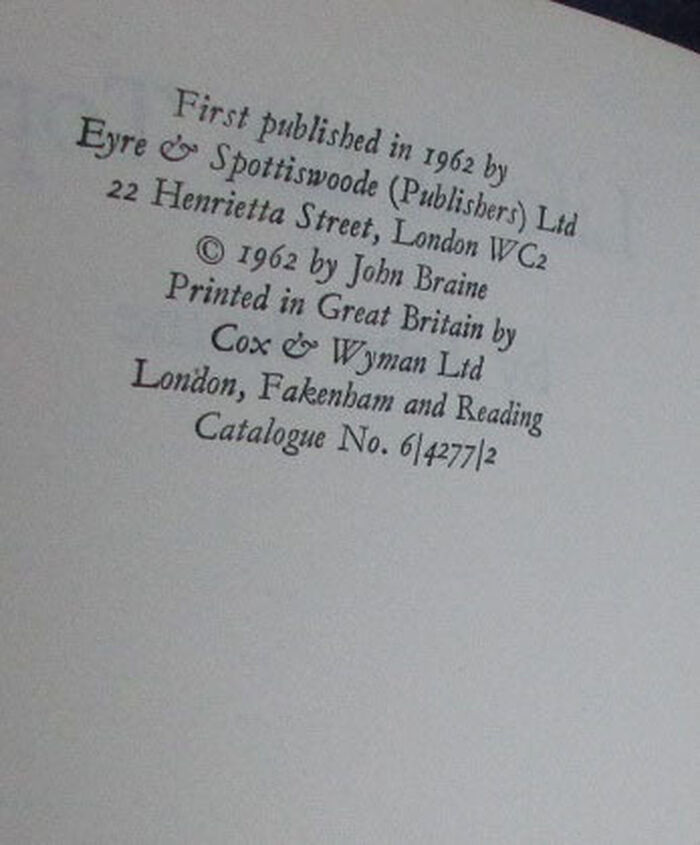 First published in 1962 by
Eyre & Spottiswoode (Publishers) Ltd
22 Henrietta Street, London WC2
© 1962 by John Braine
Printed in Great Britain by
Cox & Wyman Ltd
London, Fakenham and Reading
Catalogue No. 6|4277|2